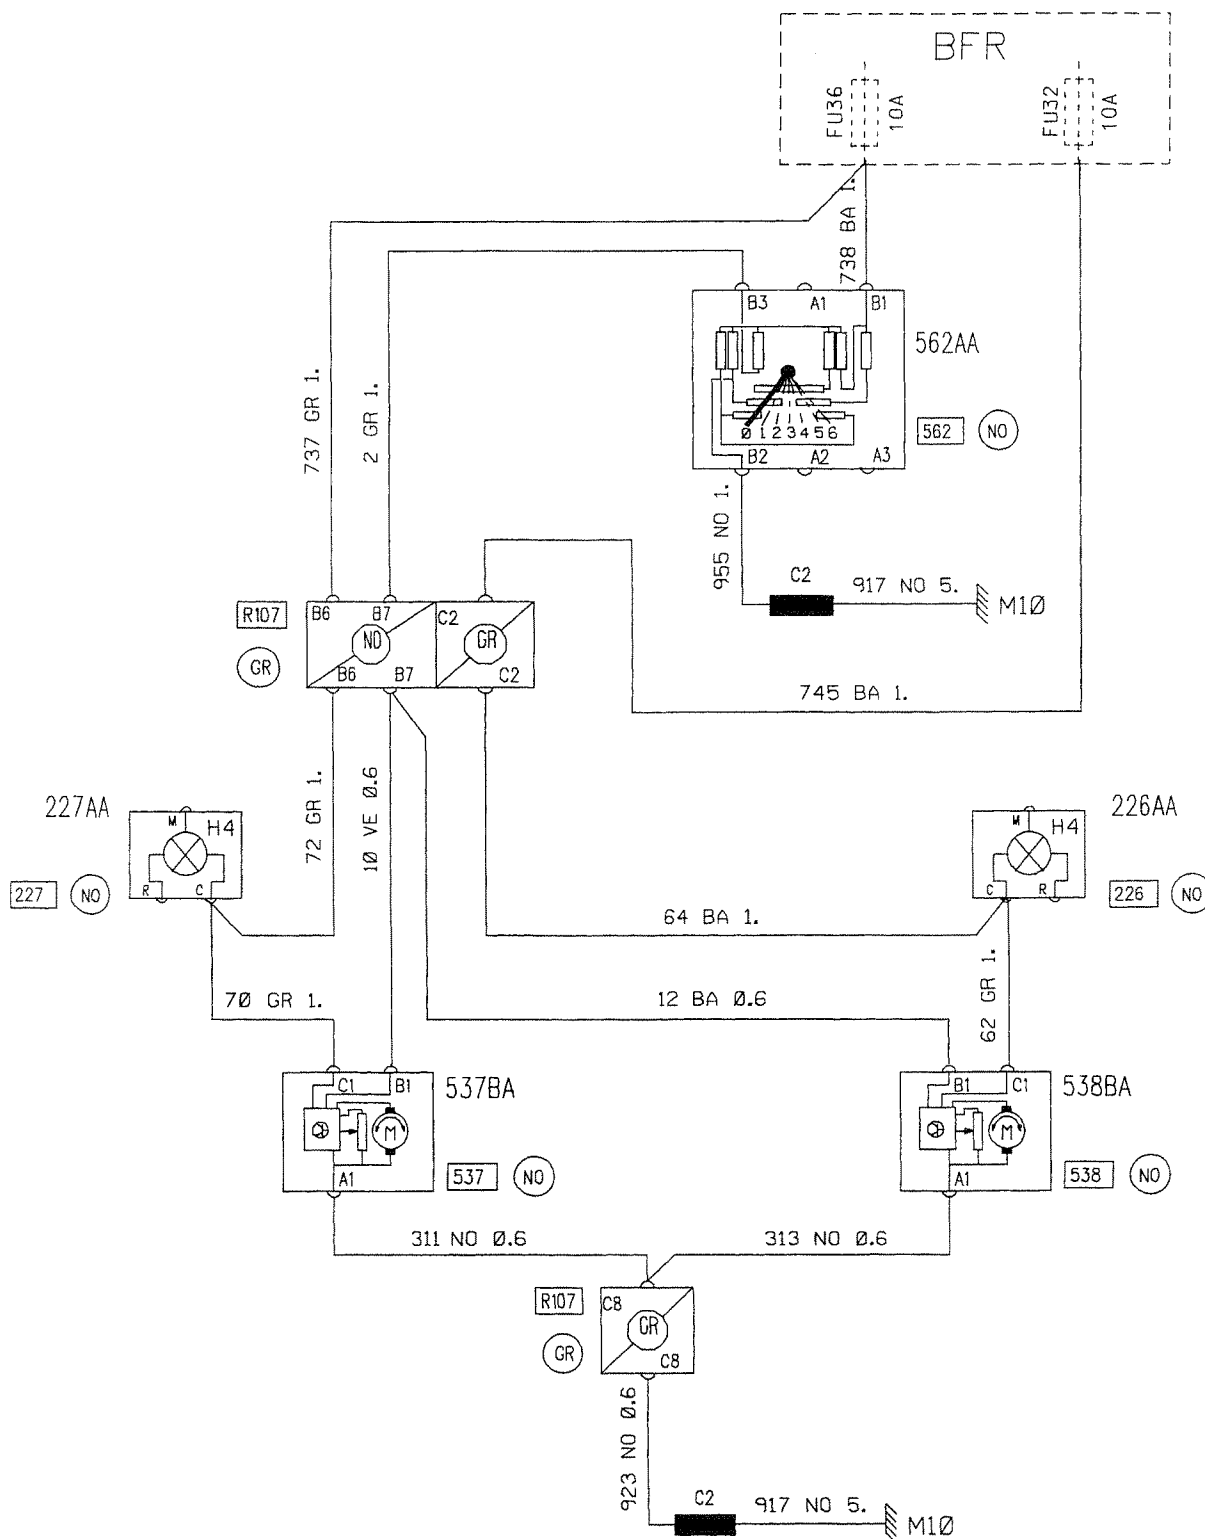 BFR
FU36
10A
FU32
10A
738 BA 1.
B3 A1 B1
562AA
737 GR 1.
2 GR 1.
0 1 2 3 4 5 6
562 NO
B2 A2 A3
955 NO 1.
C2
917 NO 5.
M10
R107
B6 B7 C2
NO GR
GR
B6 B7 C2
745 BA 1.
72 GR 1.
10 VE 0.6
227AA
M
H4
226AA
M
H4
R C
C R
227 NO
226 NO
64 BA 1.
70 GR 1.
12 BA 0.6
62 GR 1.
C1 B1
537BA
B1 C1
538BA
M
M
A1
537 NO
A1
538 NO
311 NO 0.6
313 NO 0.6
R107
C8
GR
GR
C8
923 NO 0.6
C2
917 NO 5.
M10